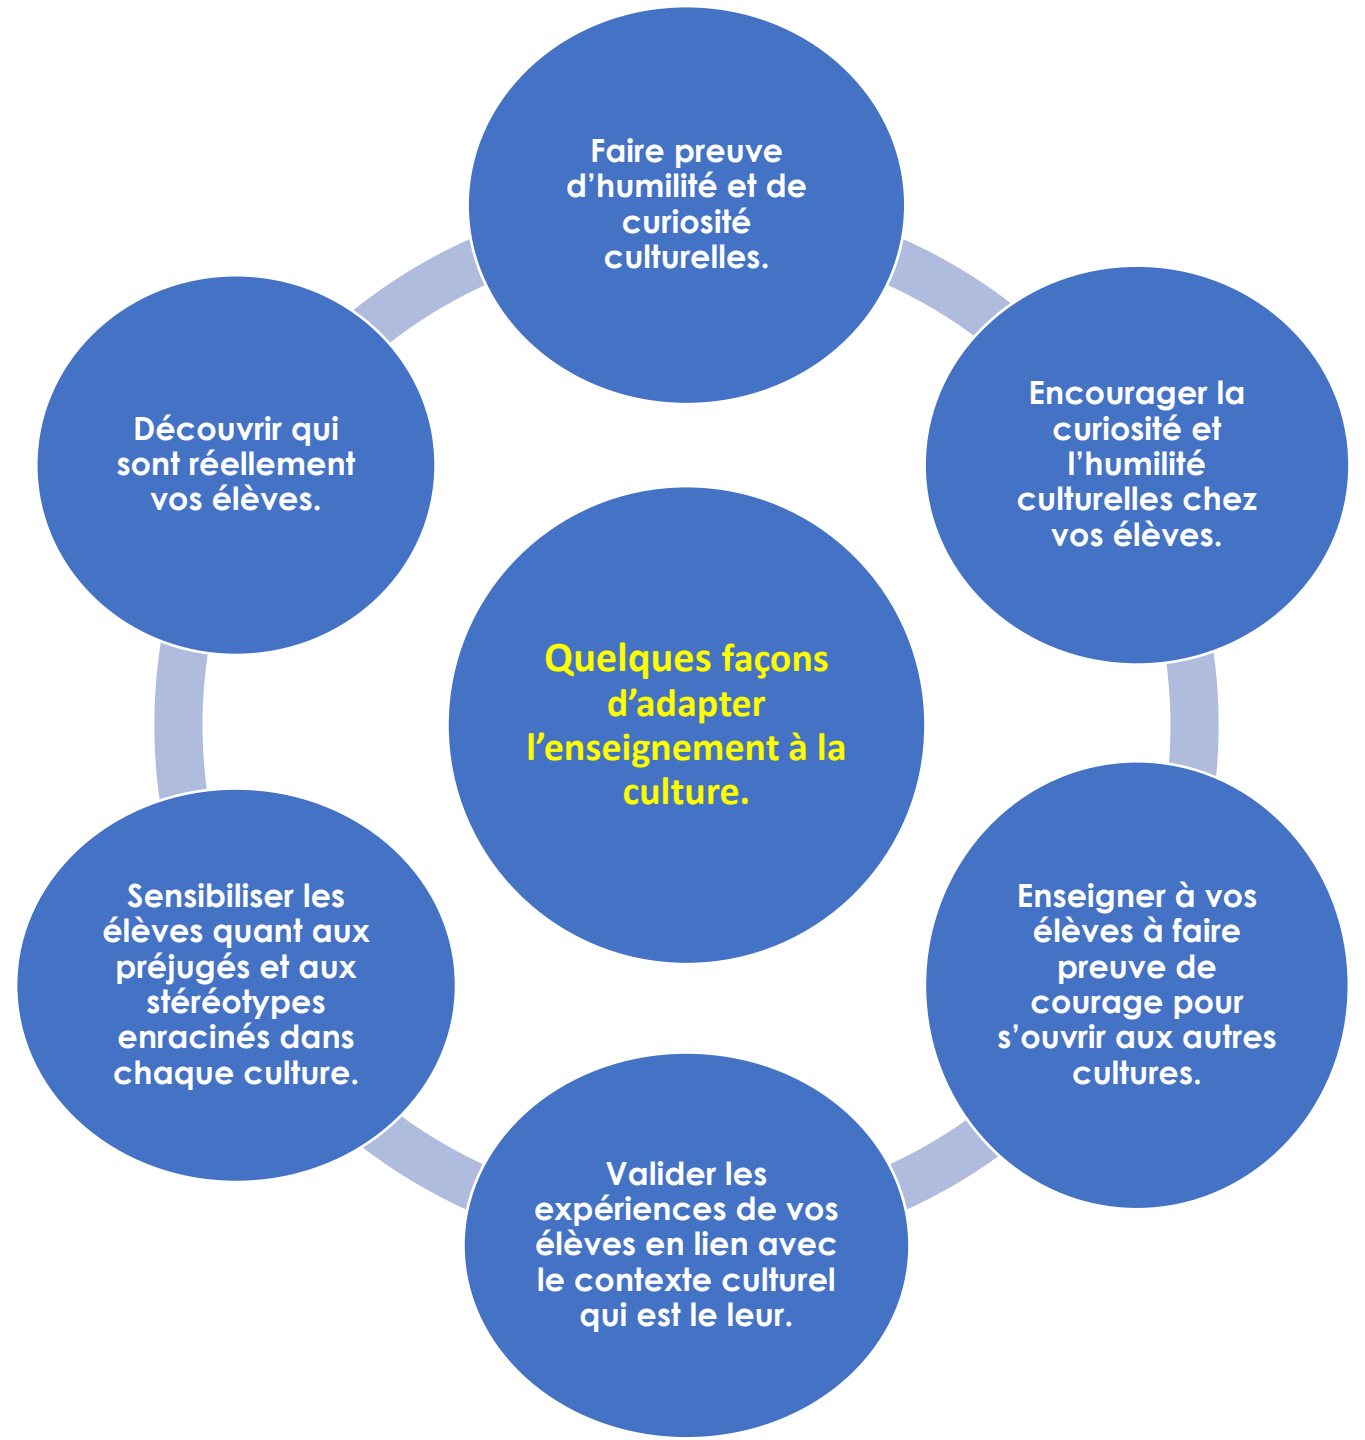 Faire preuve
d’humilité et de
curiosité
culturelles.
Encourager la
curiosité et
l’humilité
culturelles chez
vos élèves.
Enseigner à vos
élèves à faire
preuve de
courage pour
s’ouvrir aux autres
cultures.
Valider les
expériences de vos
élèves en lien avec
le contexte culturel
qui est le leur.
Sensibiliser les
élèves quant aux
préjugés et aux
stéréotypes
enracinés dans
chaque culture.
Découvrir qui
sont réellement
vos élèves.
Quelques façons
d’adapter
l’enseignement à la
culture.